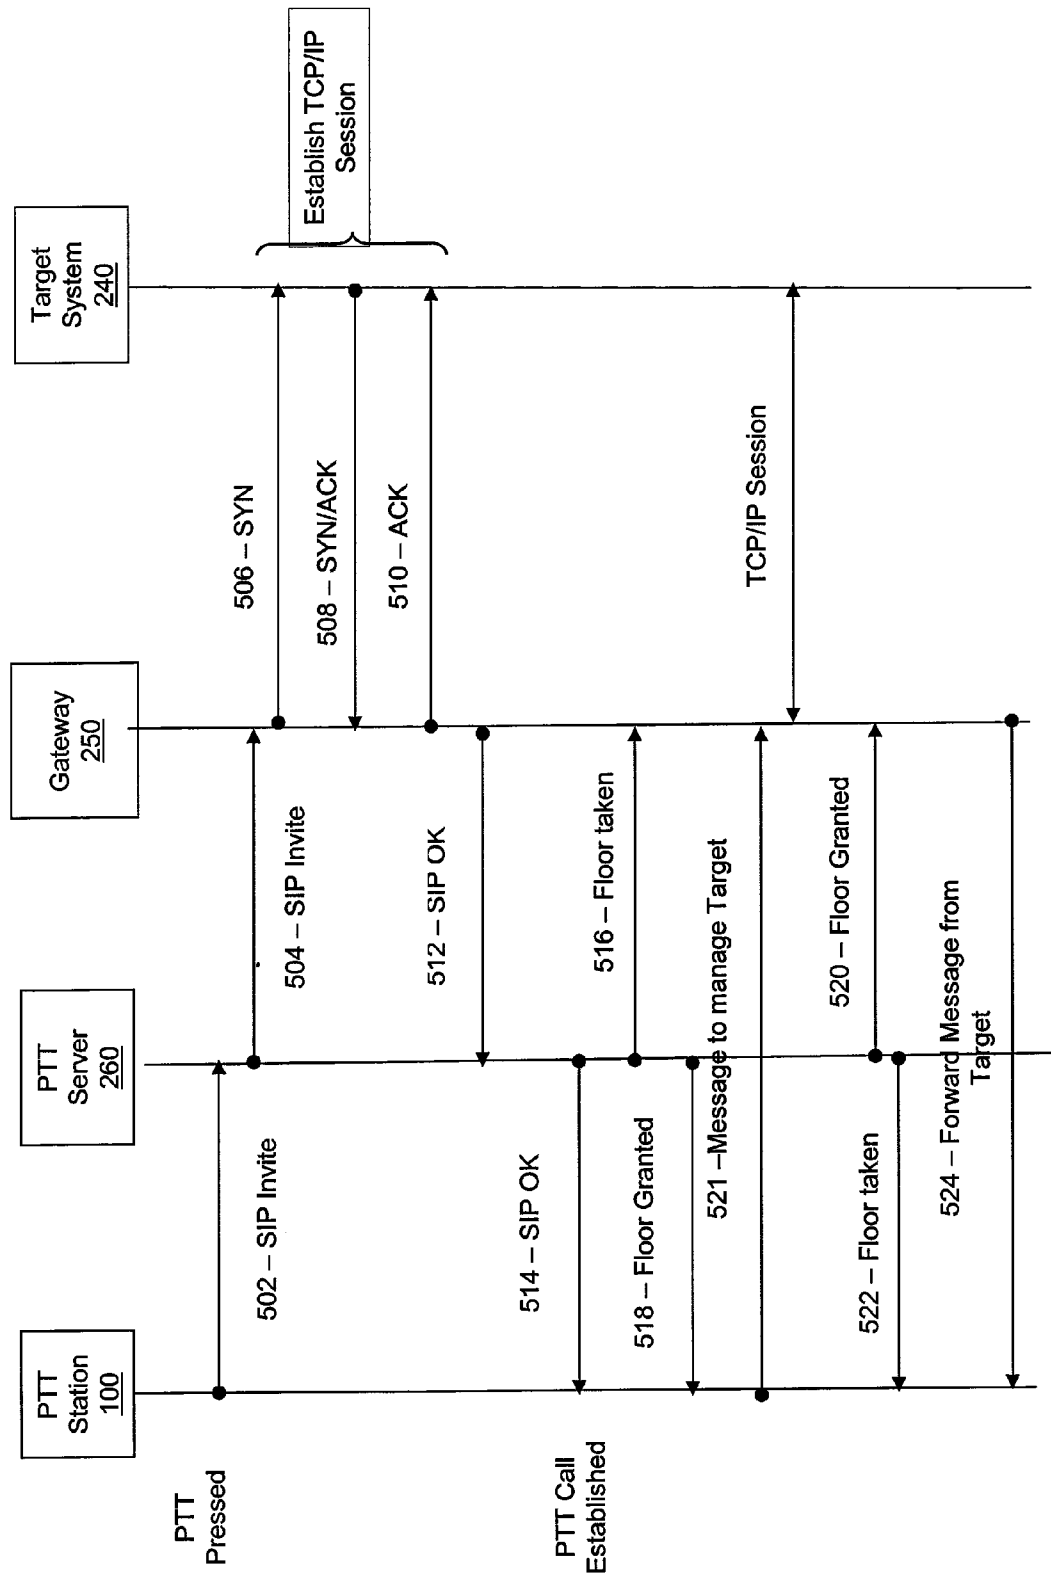 PTT
Station
100
PTT
Server
260
Gateway
250
Target
System
240
PTT
Pressed
502 – SIP Invite
504 – SIP Invite
506 – SYN
508 – SYN/ACK
510 – ACK
Establish TCP/IP
Session
512 – SIP OK
PTT Call
Established
514 – SIP OK
516 – Floor taken
518 – Floor Granted
521 –Message to manage Target
TCP/IP Session
520 – Floor Granted
522 – Floor taken
524 – Forward Message from
Target